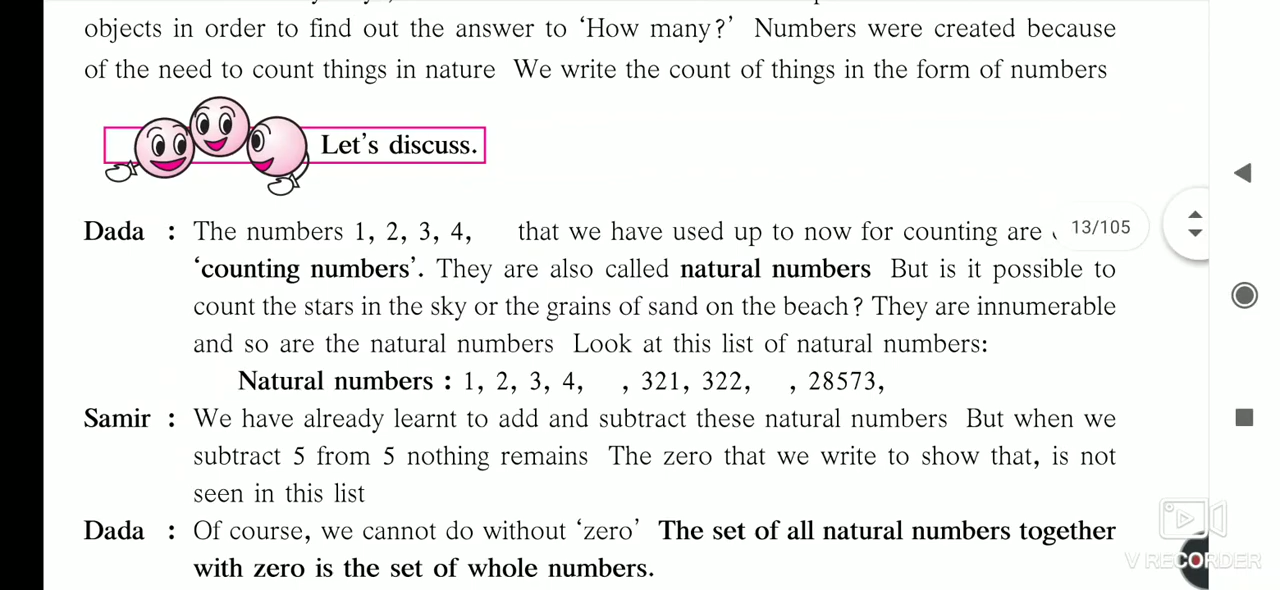 objects in order to find out the answer to ‘How many?’ Numbers were created because
of the need to count things in nature We write the count of things in the form of numbers
Let’s discuss.
Dada : The numbers 1, 2, 3, 4, that we have used up to now for counting are
13/105
‘counting numbers’. They are also called natural numbers But is it possible to
count the stars in the sky or the grains of sand on the beach? They are innumerable
and so are the natural numbers Look at this list of natural numbers:
Natural numbers : 1, 2, 3, 4, , 321, 322, , 28573,
Samir : We have already learnt to add and subtract these natural numbers But when we
subtract 5 from 5 nothing remains The zero that we write to show that, is not
seen in this list
Dada : Of course, we cannot do without ‘zero’ The set of all natural numbers together
with zero is the set of whole numbers.
V RECORDER